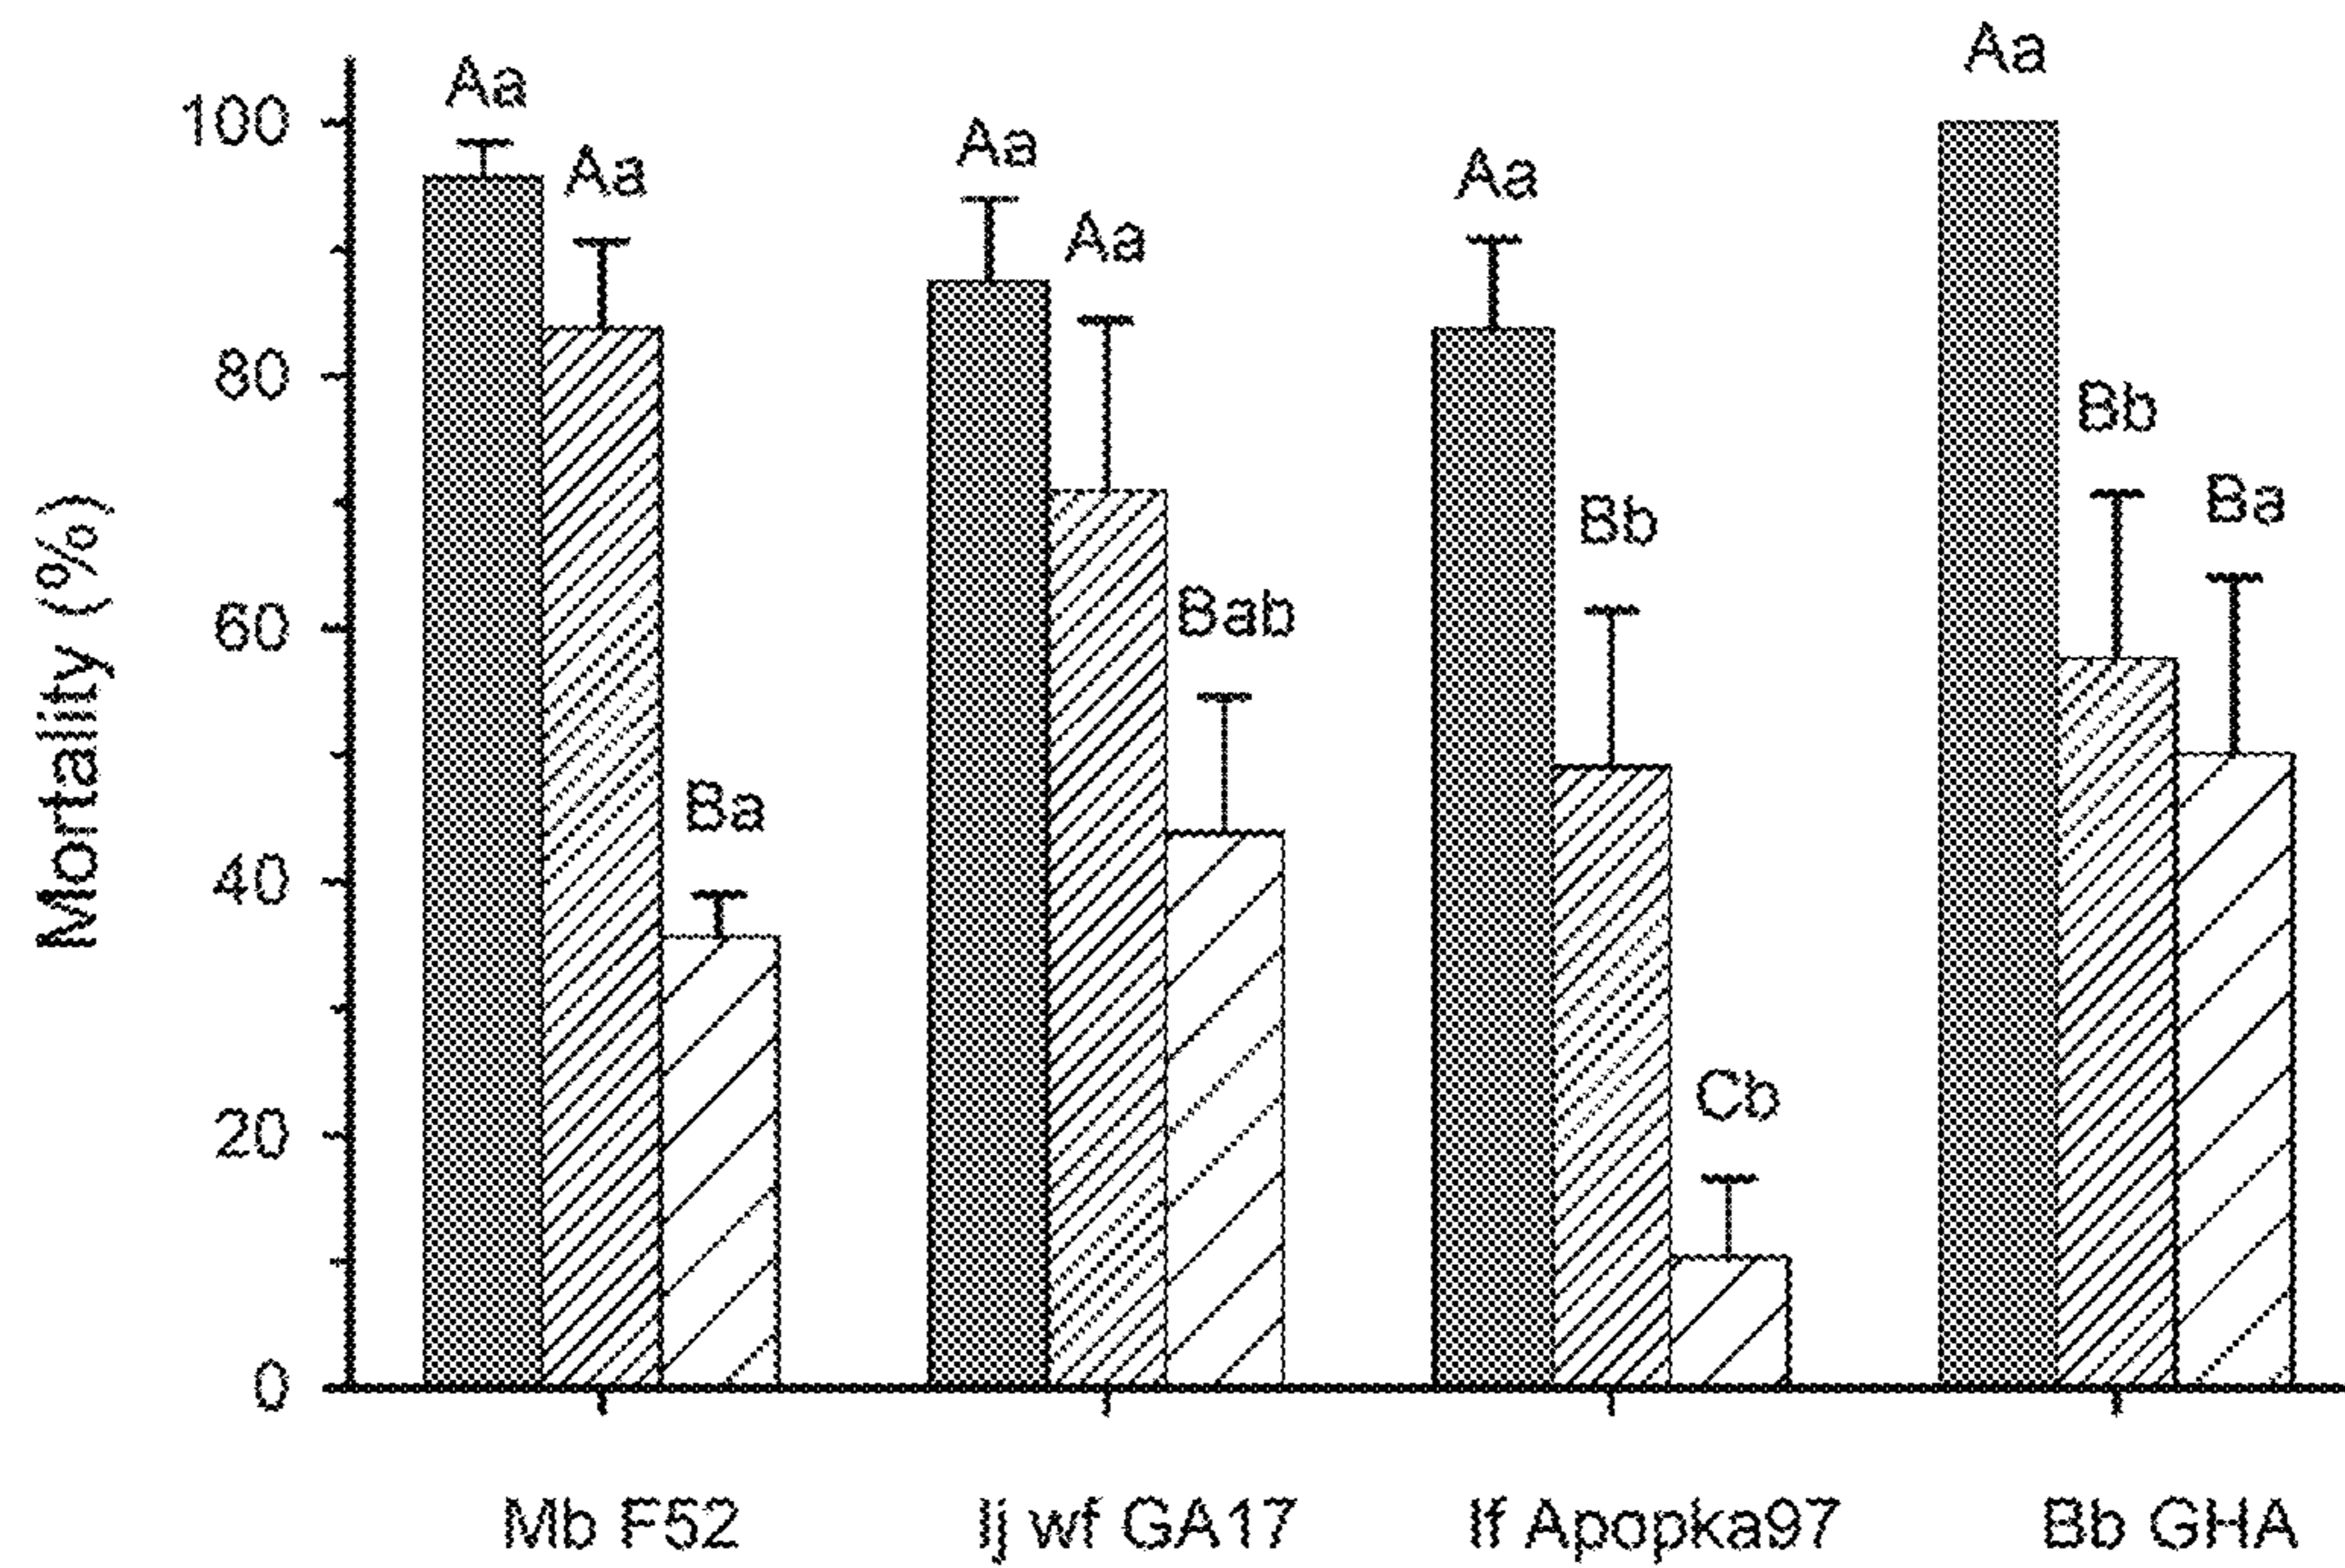 Mortality (%)
100
80
60
40
20
0
Aa
Aa
Ba
Aa
Aa
Bab
Aa
Bb
Cb
Aa
Bb
Ba
Mb F52
Ij wf GA17
If Apopka97
Bb GHA